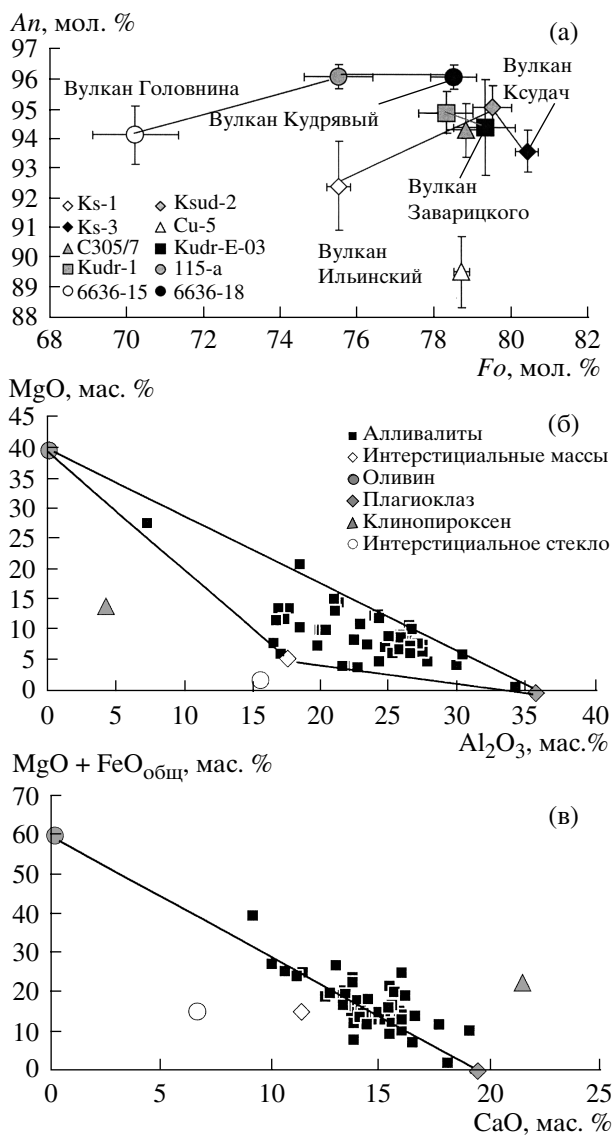 An, мол. %
(а)
97
96
95
94
93
92
91
90
89
88
Вулкан Головнина
Вулкан Кудрявый
Вулкан
Ксудач
Вулкан
Заварицкого
Вулкан
Ильинский
Ks-1
Ksud-2
Ks-3
Cu-5
C305/7
Kudr-E-03
Kudr-1
115-a
6636-15
6636-18
68 70 72 74 76 78 80 82
Fo, мол. %
MgO, мас. %
(б)
45
40
35
30
25
20
15
10
5
0
Алливалиты
Интерстициальные массы
Оливин
Плагиоклаз
Клинопироксен
Интерстициальное стекло
0 5 10 15 20 25 30 35 40
Al₂O₃, мас.%
MgO + FeOобщ, мас. %
(в)
70
60
50
40
30
20
10
0
0 5 10 15 20 25
CaO, мас. %